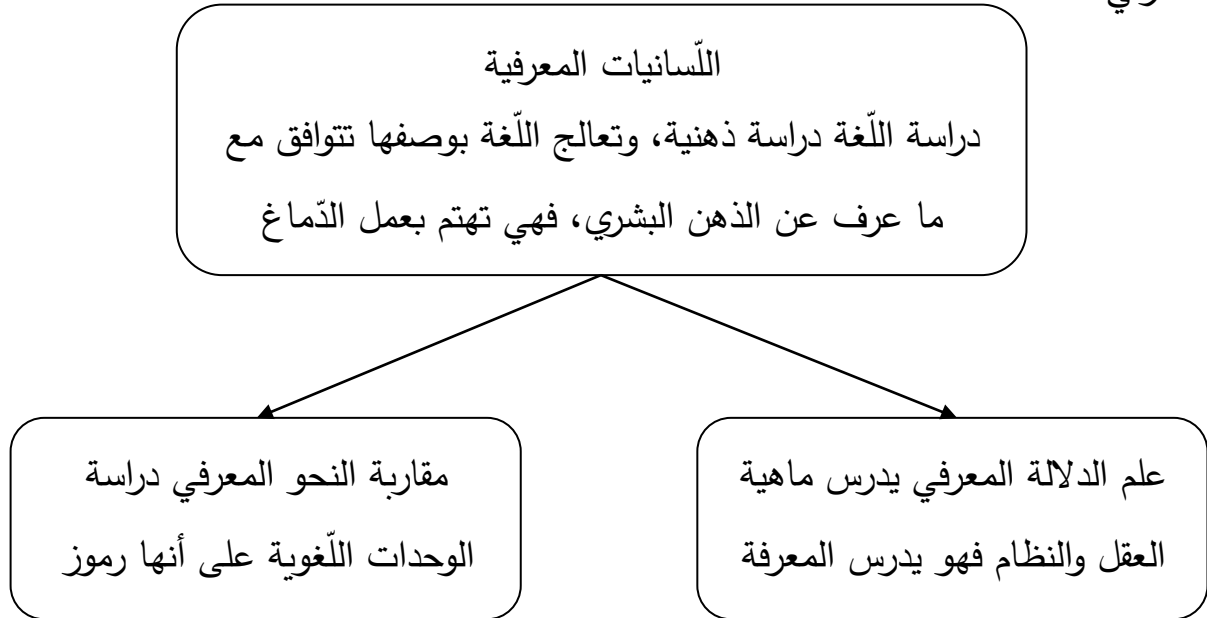 اللّسانيات المعرفية
دراسة اللّغة دراسة ذهنية، وتعالج اللّغة بوصفها تتوافق مع
ما عرف عن الذهن البشري، فهي تهتم بعمل الدّماغ
علم الدلالة المعرفي يدرس ماهية
العقل والنظام فهو يدرس المعرفة
مقاربة النحو المعرفي دراسة
الوحدات اللّغوية على أنها رموز